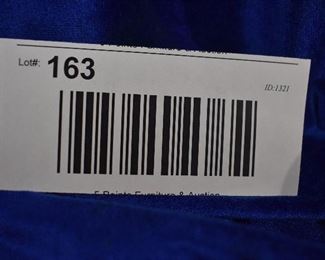 Lot#: 163
ID:1321
5 Points Furniture & Auction